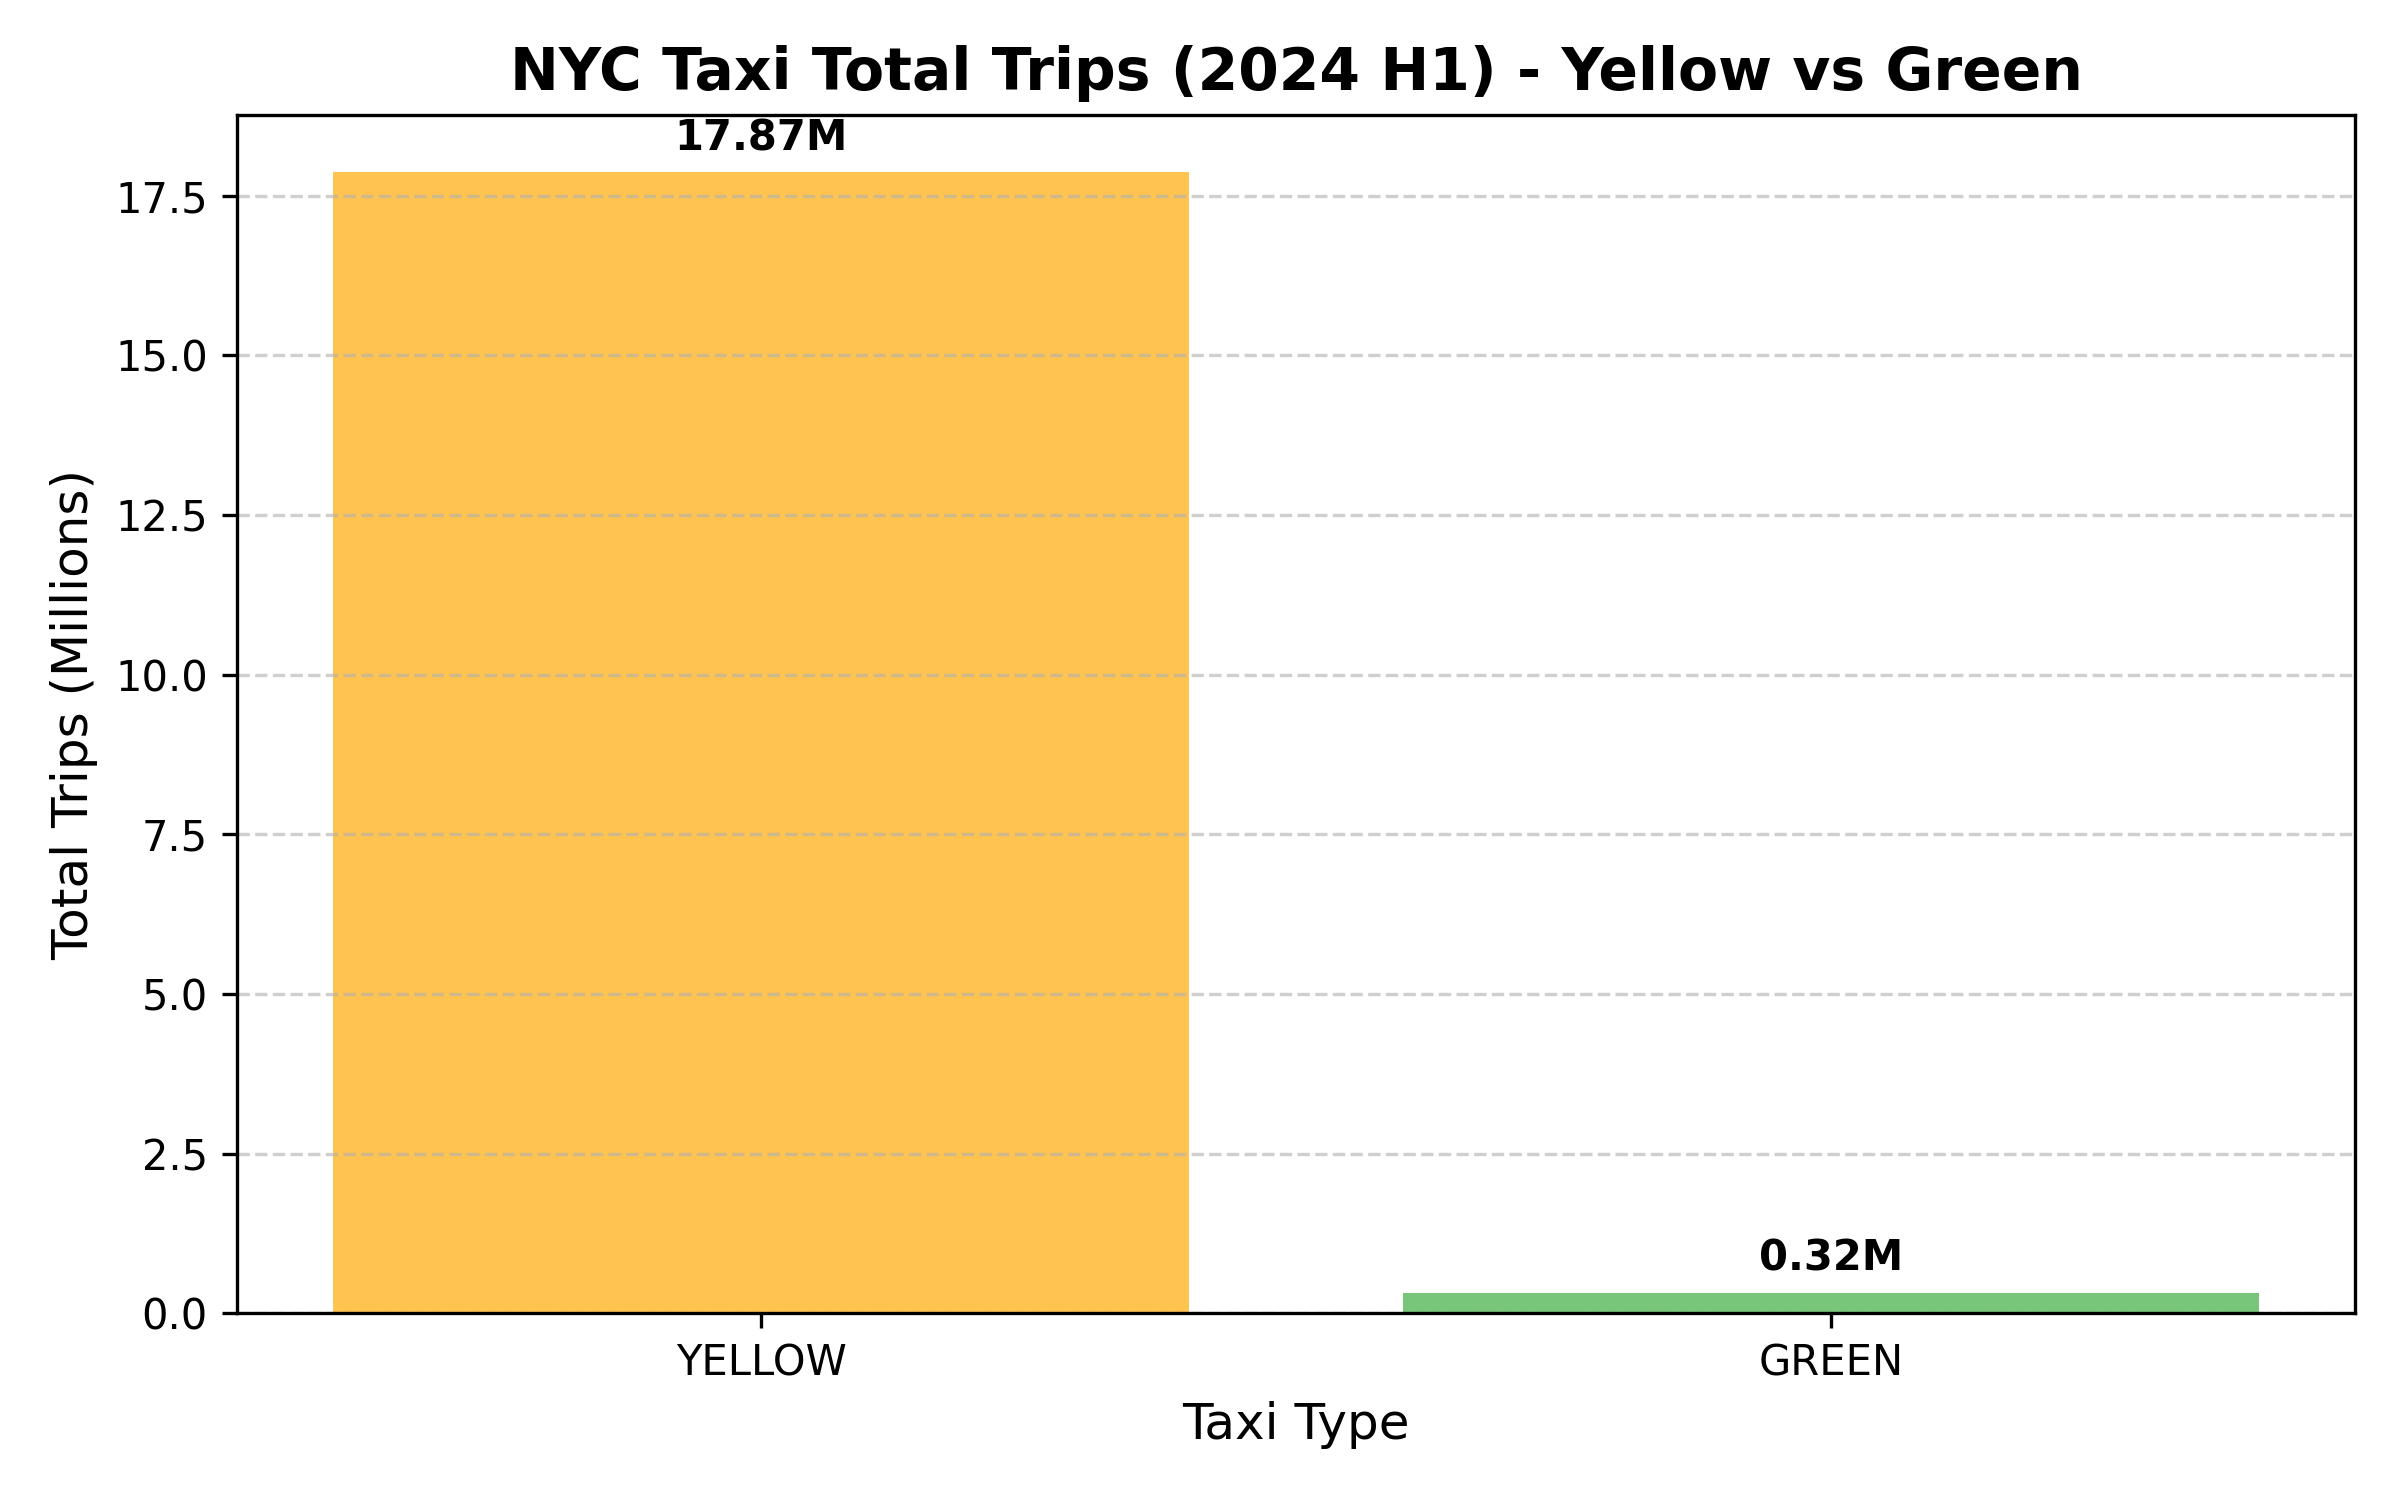 NYC Taxi Total Trips (2024 H1) - Yellow vs Green
17.87M
17.5
15.0
12.5
10.0
7.5
5.0
2.5
0.0
Total Trips (Millions)
0.32M
YELLOW
GREEN
Taxi Type